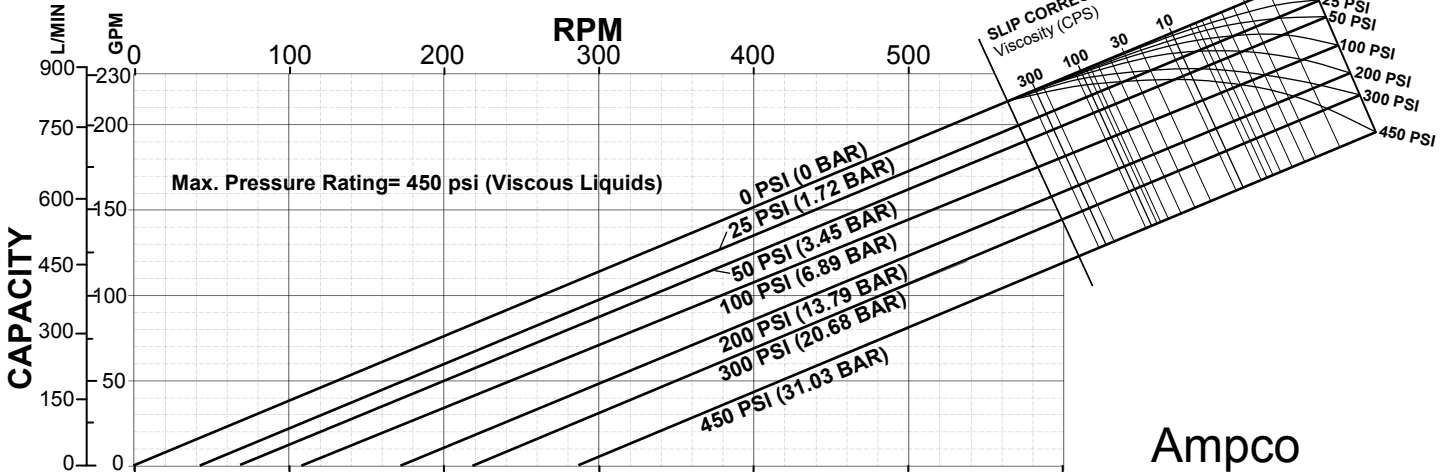 RPM
L/MIN
GPM
0 100 200 300 400 500
SLIP
Viscosity (CPS)
300 100 30 10
25 PSI
50 PSI
100 PSI
200 PSI
300 PSI
450 PSI
900 750 600 450 300 150 0
230 200 150 100 50 0
CAPACITY
Max. Pressure Rating= 450 psi (Viscous Liquids)
0 PSI (0 BAR)
25 PSI (1.72 BAR)
50 PSI (3.45 BAR)
100 PSI (6.89 BAR)
200 PSI (13.79 BAR)
300 PSI (20.68 BAR)
450 PSI (31.03 BAR)
Ampco